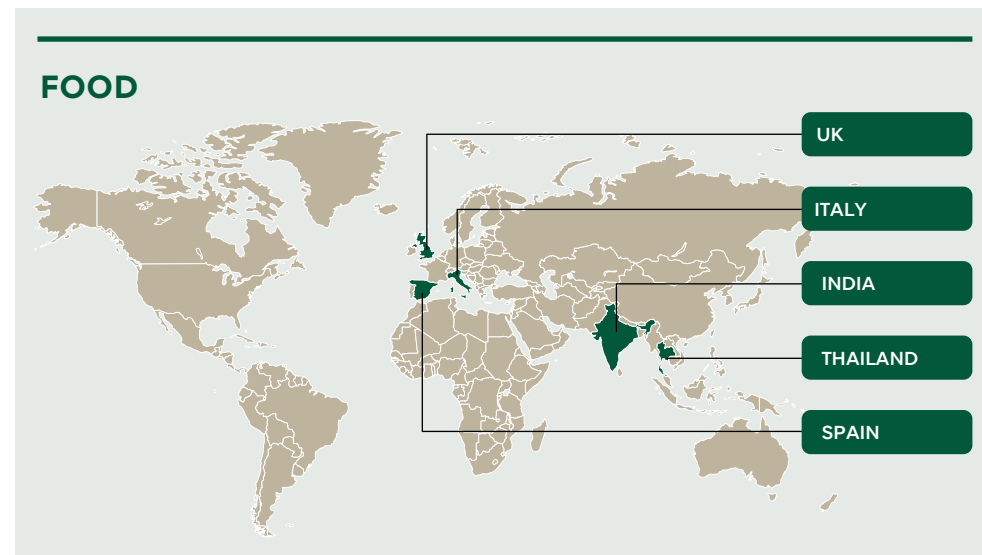 FOOD
UK
ITALY
INDIA
THAILAND
SPAIN